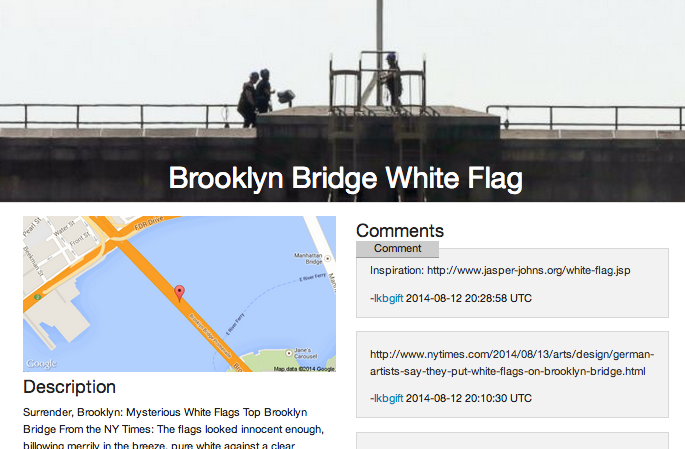 Brooklyn Bridge White Flag
Pearl St
Water St
Front St
Beekman St
EDR Drive
Manhattan
Bridge
E River Ferry
E River Ferry
Jane's
Carousel
Google
Map data ©2014 Google
Description
Surrender, Brooklyn: Mysterious White Flags Top Brooklyn
Bridge From the NY Times: The flags looked innocent enough,
billowing merrily in the breeze, pure white against a clear
Comments
Comment
Inspiration: http://www.jasper-johns.org/white-flag.jsp
-lkbgift 2014-08-12 20:28:58 UTC
http://www.nytimes.com/2014/08/13/arts/design/german-
artists-say-they-put-white-flags-on-brooklyn-bridge.html
-lkbgift 2014-08-12 20:10:30 UTC